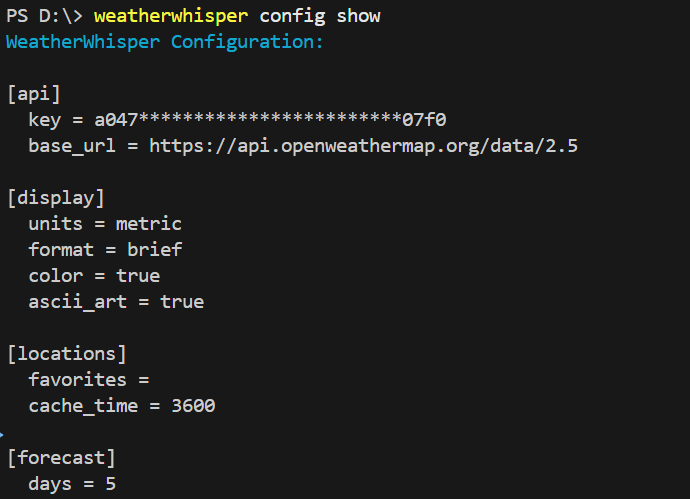 PS D:\> weatherwhisper config show
WeatherWhisper Configuration:
[api]
  key = a047************************07f0
  base_url = https://api.openweathermap.org/data/2.5
[display]
  units = metric
  format = brief
  color = true
  ascii_art = true
[locations]
  favorites =
  cache_time = 3600
[forecast]
  days = 5